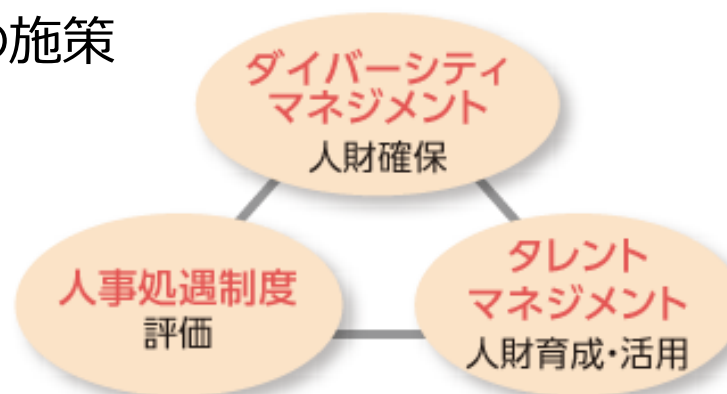 の施策
ダイバーシティ
マネジメント
人財確保
人事処遇制度
評価
タレント
マネジメント
人財育成・活用